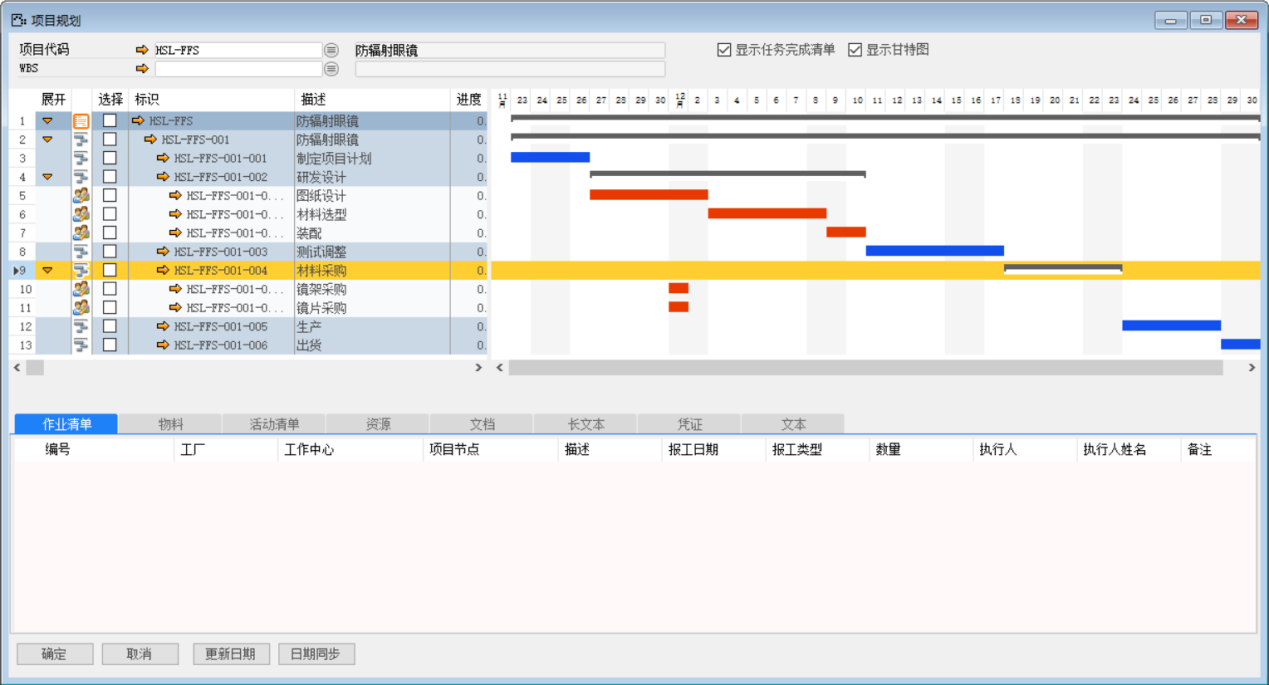 项目规划
项目代码 HSL-FFS 防辐射眼镜 显示任务完成清单 显示甘特图
WBS
展开 选择 标识 描述 进度 11月 23 24 25 26 27 28 29 30 12月 2 3 4 5 6 7 8 9 10 11 12 13 14 15 16 17 18 19 20 21 22 23 24 25 26 27 28 29 30
1 HSL-FFS 防辐射眼镜 0.
2 HSL-FFS-001 防辐射眼镜 0.
3 HSL-FFS-001-001 制定项目计划 0.
4 HSL-FFS-001-002 研发设计 0.
5 HSL-FFS-001-0... 图纸设计 0.
6 HSL-FFS-001-0... 材料选型 0.
7 HSL-FFS-001-0... 装配 0.
8 HSL-FFS-001-003 测试调整 0.
9 HSL-FFS-001-004 材料采购 0.
10 HSL-FFS-001-0... 镜架采购 0.
11 HSL-FFS-001-0... 镜片采购 0.
12 HSL-FFS-001-005 生产 0.
13 HSL-FFS-001-006 出货 0.
作业清单 物料 活动清单 资源 文档 长文本 凭证 文本
编号 工厂 工作中心 项目节点 描述 报工日期 报工类型 数量 执行人 执行人姓名 备注
确定 取消 更新日期 日期同步